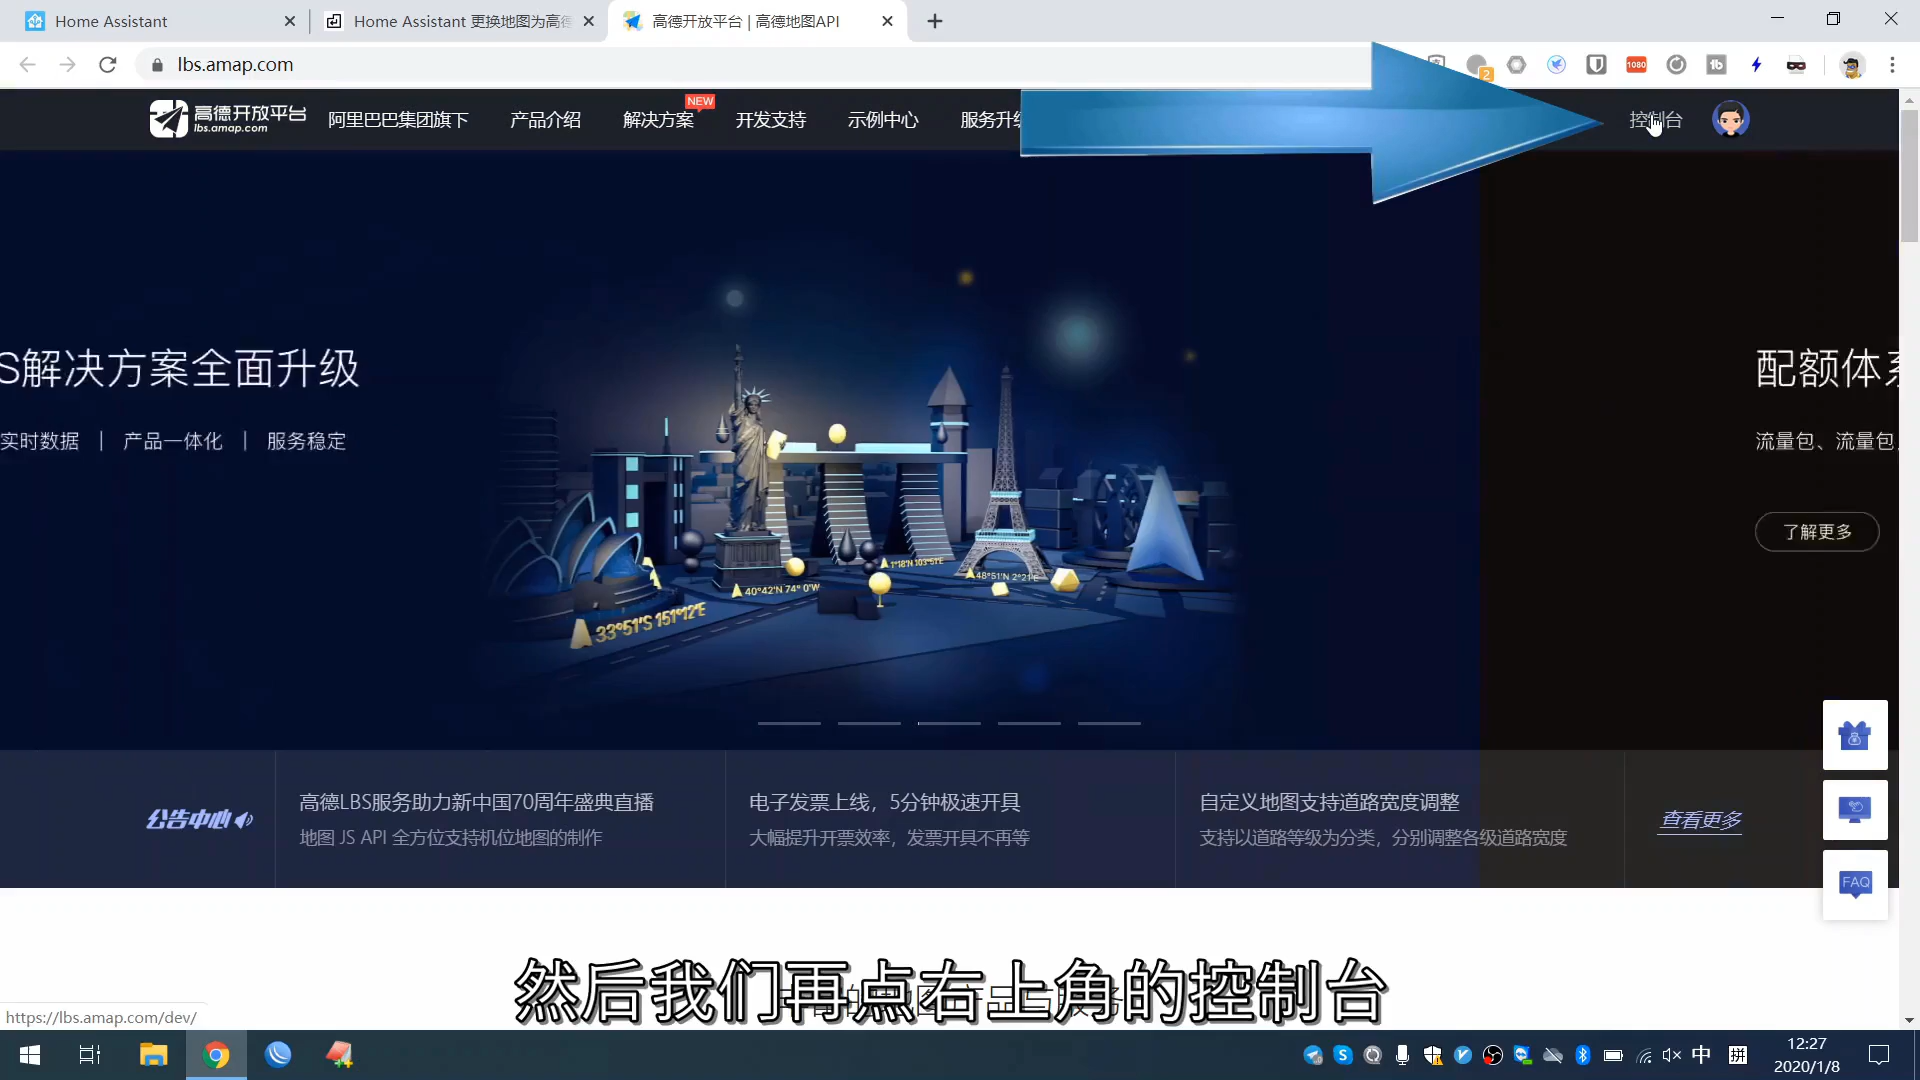 Home Assistant
Home Assistant 更换地图为高德
高德开放平台 | 高德地图API
lbs.amap.com
2
1080
tb
高德开放平台
lbs.amap.com
阿里巴巴集团旗下
产品介绍
解决方案
NEW
开发支持
示例中心
服务升级
控制台
S解决方案全面升级
实时数据 | 产品一体化 | 服务稳定
33°51'S 151°12'E
40°42'N 74° 0'W
1°18'N 103°51'E
48°51'N 2°21'E
配额体系
流量包、流量包
了解更多
公告中心
高德LBS服务助力新中国70周年盛典直播
地图 JS API 全方位支持机位地图的制作
电子发票上线，5分钟极速开具
大幅提升开票效率，发票开具不再等
自定义地图支持道路宽度调整
支持以道路等级为分类，分别调整各级道路宽度
查看更多
FAQ
然后我们再点右上角的控制台
https://lbs.amap.com/dev/
中
拼
12:27
2020/1/8